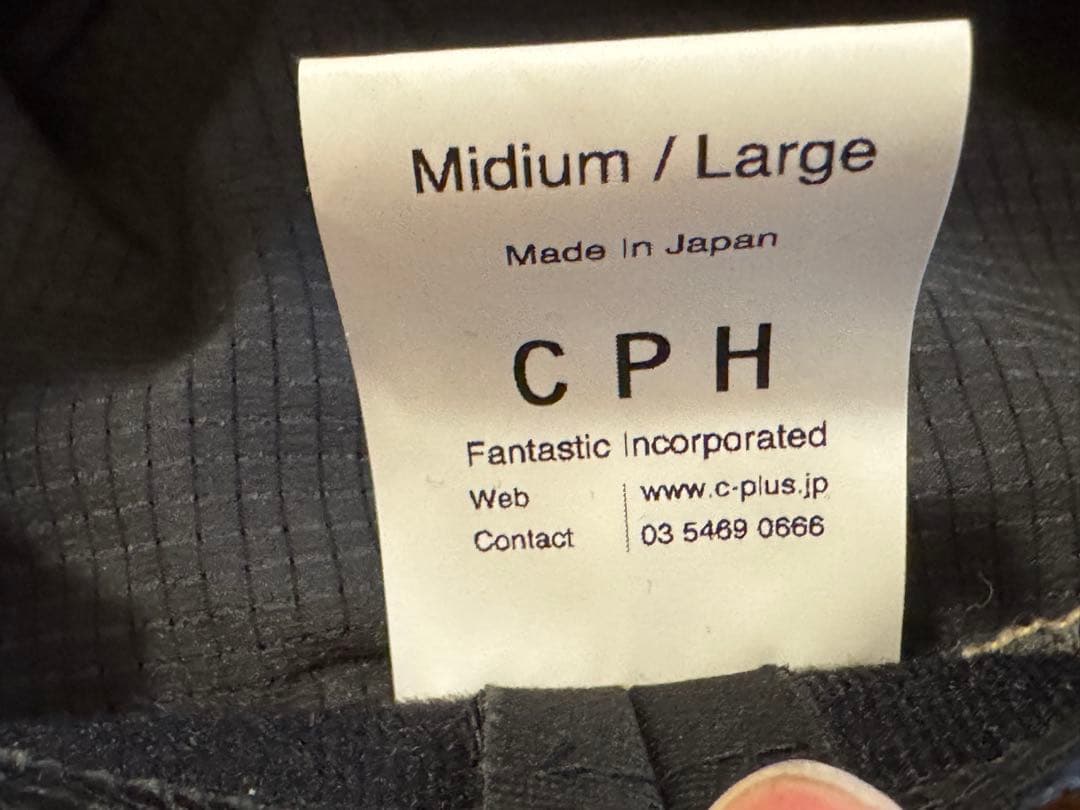 Midium / Large
Made In Japan
C P H
Fantastic Incorporated
Web www.c-plus.jp
Contact 03 5469 0666